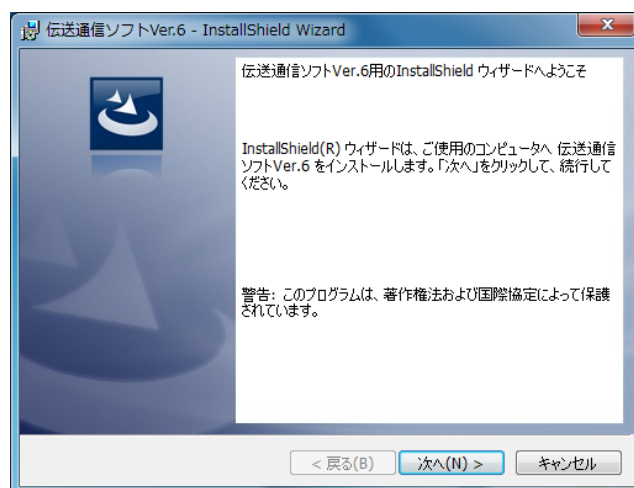 伝送通信ソフトVer.6 - InstallShield Wizard
伝送通信ソフトVer.6用のInstallShield ウィザードへようこそ
InstallShield(R) ウィザードは、ご使用のコンピュータへ 伝送通信
ソフトVer.6 をインストールします。「次へ」をクリックして、続行して
ください。
警告: このプログラムは、著作権法および国際協定によって保護
されています。
< 戻る(B)
次へ(N) >
キャンセル